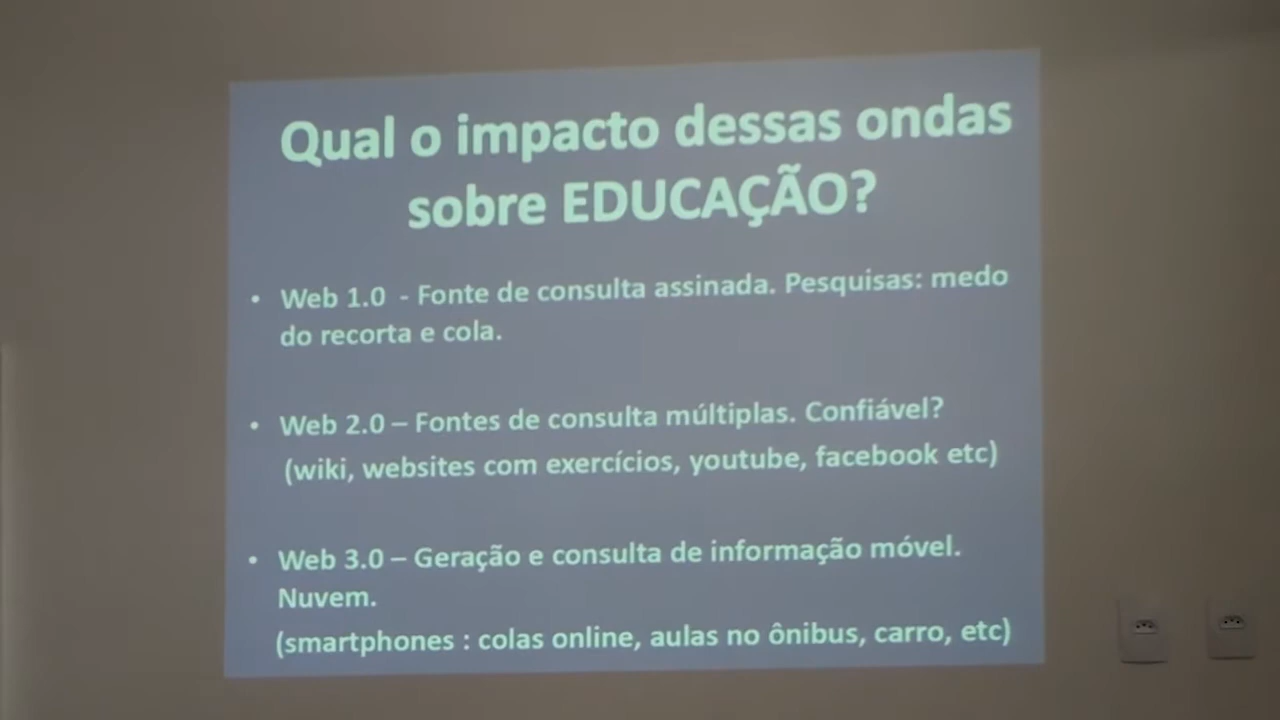 Qual o impacto dessas ondas
sobre EDUCAÇÃO?
• Web 1.0 - Fonte de consulta assinada. Pesquisas: medo
do recorta e cola.
• Web 2.0 – Fontes de consulta múltiplas. Confiável?
(wiki, websites com exercícios, youtube, facebook etc)
• Web 3.0 – Geração e consulta de informação móvel.
Nuvem.
(smartphones : colas online, aulas no ônibus, carro, etc)